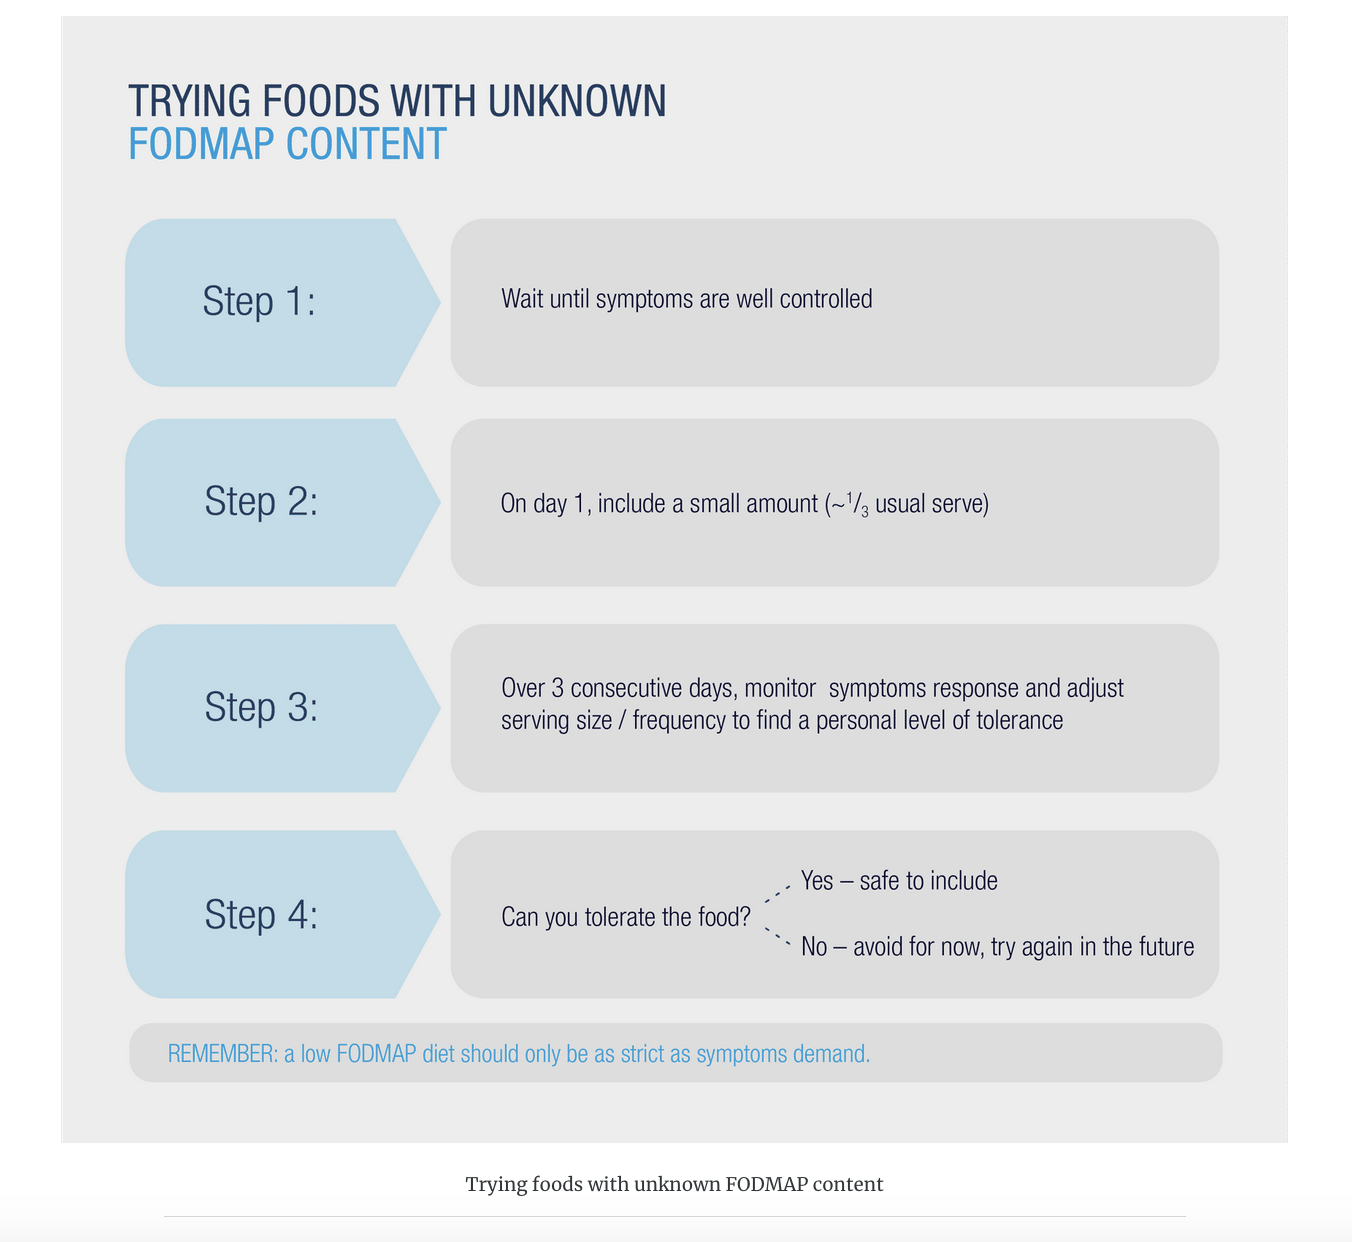 TRYING FOODS WITH UNKNOWN
FODMAP CONTENT
Step 1:
Wait until symptoms are well controlled
Step 2:
On day 1, include a small amount (~1/3 usual serve)
Step 3:
Over 3 consecutive days, monitor  symptoms response and adjust
serving size / frequency to find a personal level of tolerance
Step 4:
Can you tolerate the food?
Yes – safe to include
No – avoid for now, try again in the future
REMEMBER: a low FODMAP diet should only be as strict as symptoms demand.
Trying foods with unknown FODMAP content